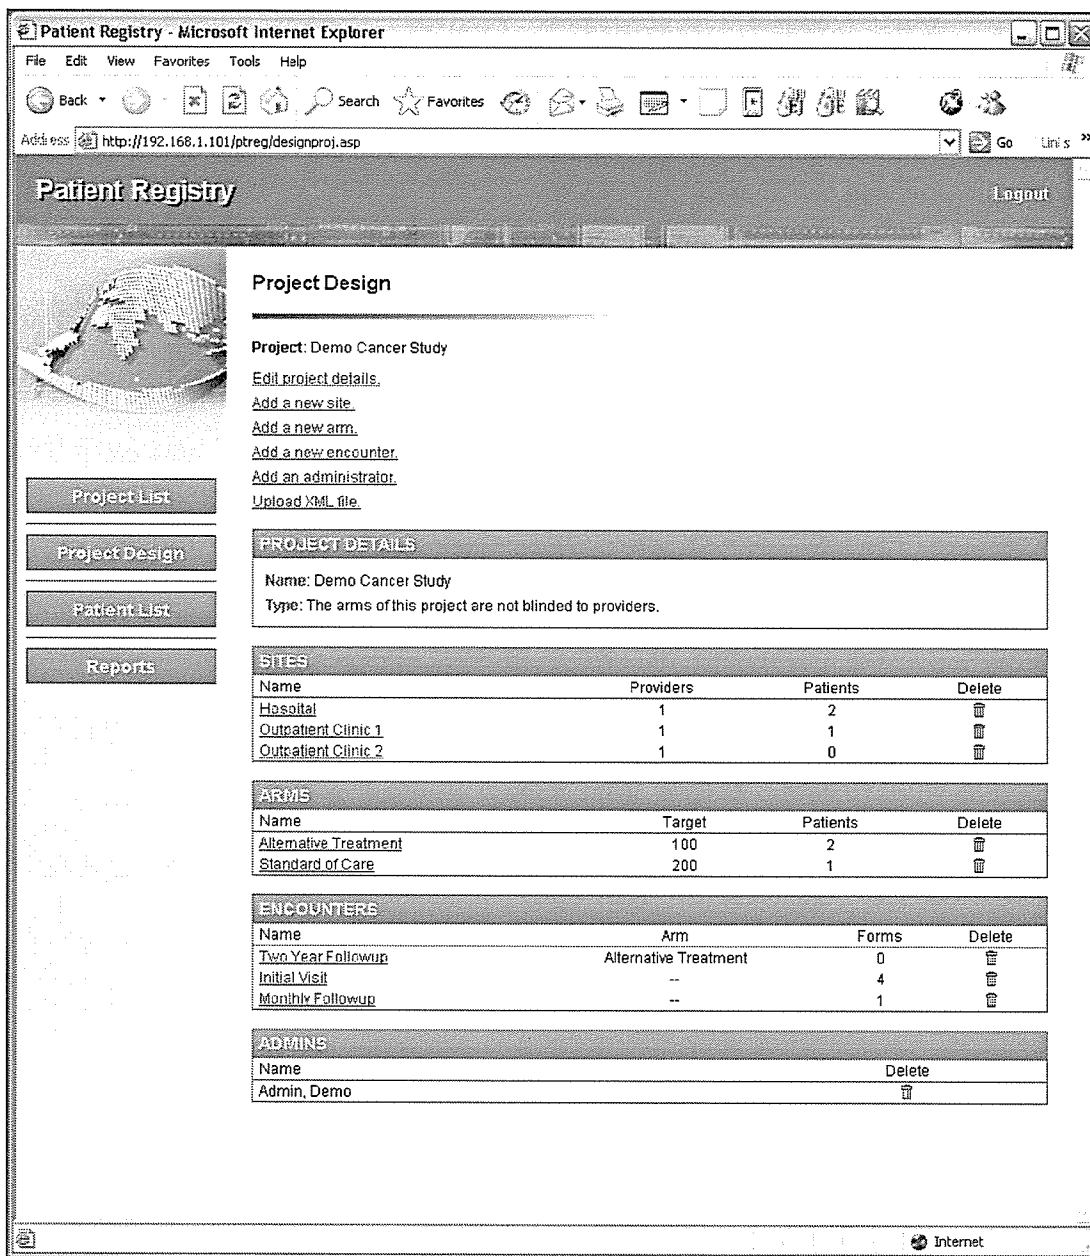 Patient Registry - Microsoft Internet Explorer
File Edit View Favorites Tools Help
Back Search Favorites
Address http://192.168.1.101/ptreg/designproj.asp Go Links »
Patient Registry Logout
Project Design
Project: Demo Cancer Study
Edit project details.
Add a new site.
Add a new arm.
Add a new encounter.
Add an administrator.
Upload XML file.
Project List
Project Design
Patient List
Reports
PROJECT DETAILS
Name: Demo Cancer Study
Type: The arms of this project are not blinded to providers.
SITES
Name Providers Patients Delete
Hospital 1 2
Outpatient Clinic 1 1 1
Outpatient Clinic 2 1 0
ARMS
Name Target Patients Delete
Alternative Treatment 100 2
Standard of Care 200 1
ENCOUNTERS
Name Arm Forms Delete
Two Year Followup Alternative Treatment 0
Initial Visit -- 4
Monthly Followup -- 1
ADMINS
Name Delete
Admin, Demo
Internet